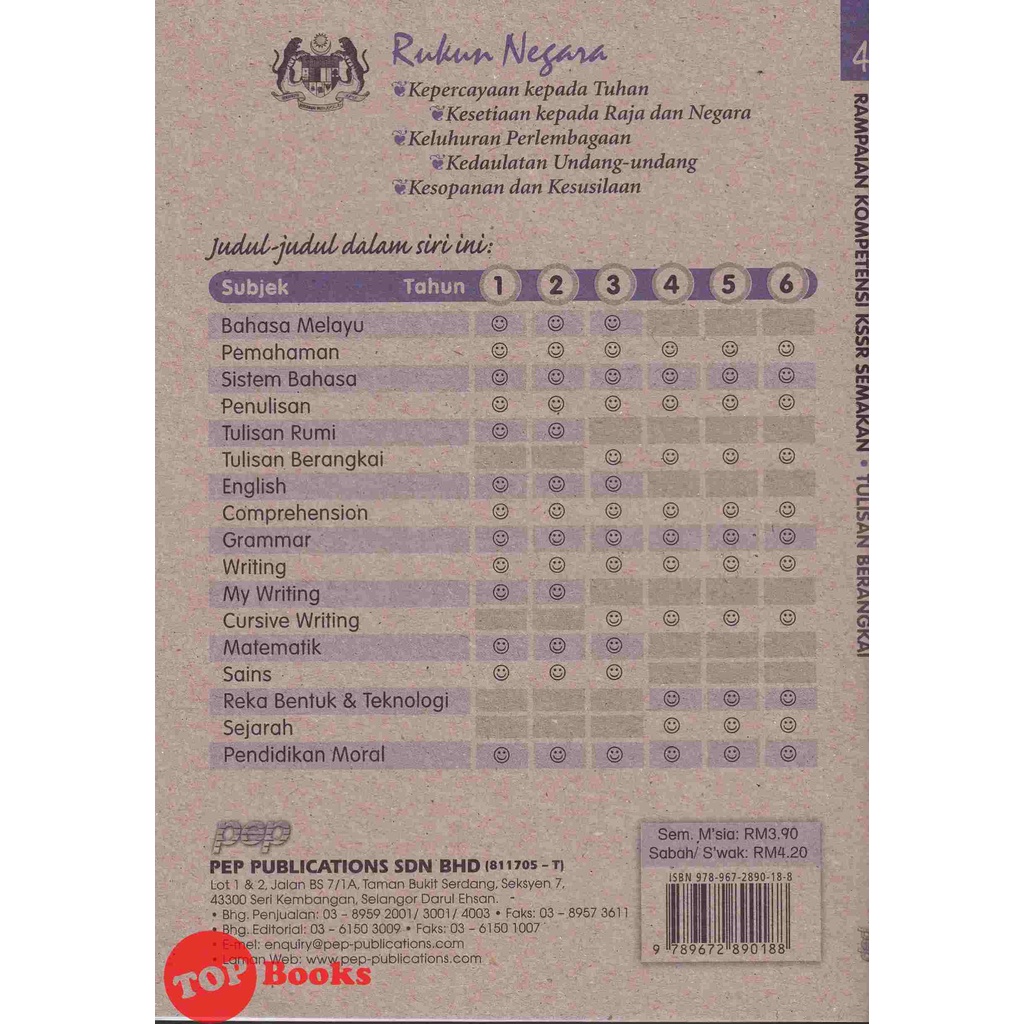 Rukun Negara
Kepercayaan kepada Tuhan
Kesetiaan kepada Raja dan Negara
Keluhuran Perlembagaan
Kedaulatan Undang-undang
Kesopanan dan Kesusilaan
Judul-judul dalam siri ini:
Subjek Tahun 1 2 3 4 5 6
Bahasa Melayu
Pemahaman
Sistem Bahasa
Penulisan
Tulisan Rumi
Tulisan Berangkai
English
Comprehension
Grammar
Writing
My Writing
Cursive Writing
Matematik
Sains
Reka Bentuk & Teknologi
Sejarah
Pendidikan Moral
pep
PEP PUBLICATIONS SDN BHD (811705 – T)
Lot 1 & 2, Jalan BS 7/1A, Taman Bukit Serdang, Seksyen 7,
43300 Seri Kembangan, Selangor Darul Ehsan.
• Bhg. Penjualan: 03 – 8959 2001/ 3001/ 4003 • Faks: 03 – 8957 3611
• Bhg. Editorial: 03 – 6150 3009 • Faks: 03 – 6150 1007
• E-mel: enquiry@pep-publications.com
• Laman Web: www.pep-publications.com
TOP Books
Sem. M'sia: RM3.90
Sabah/ S'wak: RM4.20
ISBN 978-967-2890-18-8
9 789672 890188
4
RAMPAIAN KOMPETENSI KSSR SEMAKAN • TULISAN BERANGKAI
pep